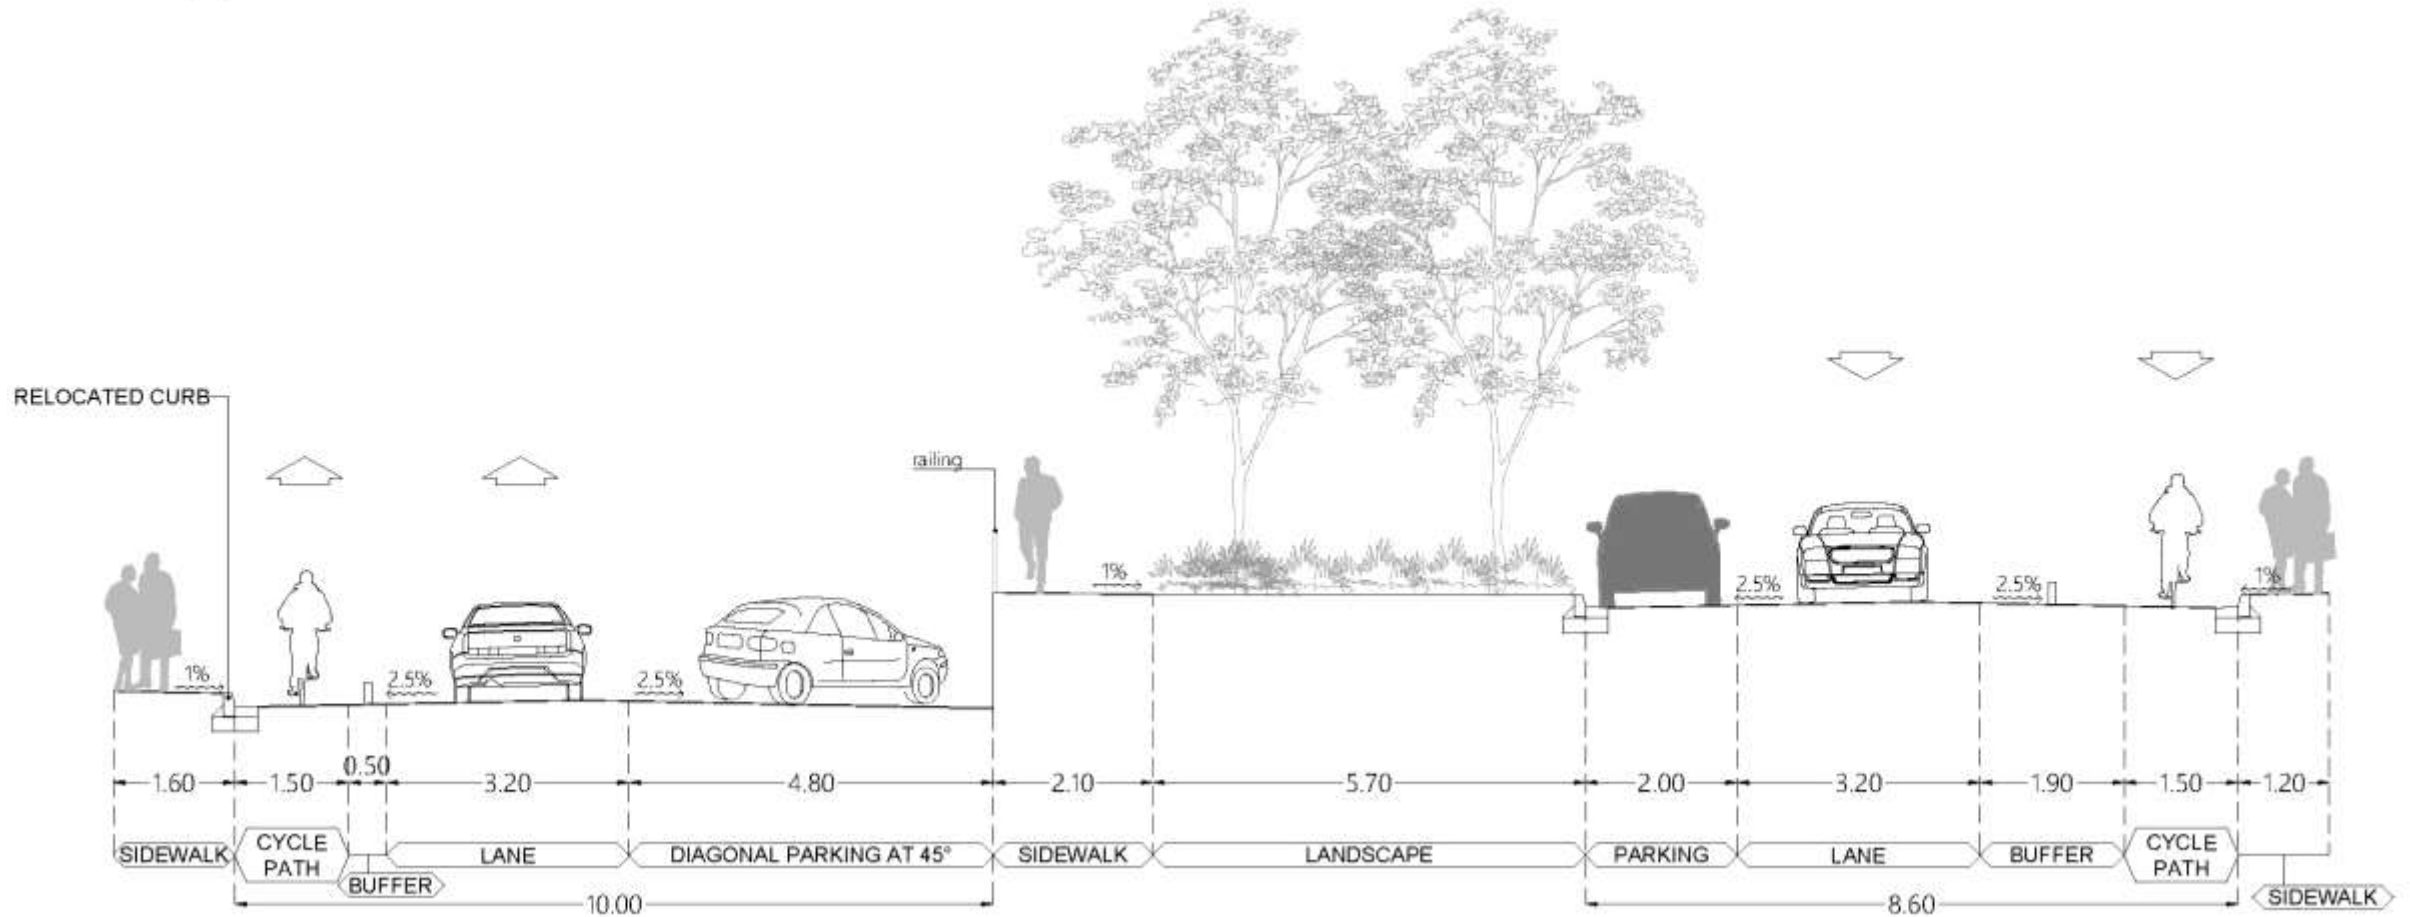 RELOCATED CURB
railing
1%
2.5%
2.5%
1%
2.5%
2.5%
1%
1.60
1.50
0.50
3.20
4.80
2.10
5.70
2.00
3.20
1.90
1.50
1.20
SIDEWALK
CYCLE
PATH
BUFFER
LANE
DIAGONAL PARKING AT 45°
SIDEWALK
LANDSCAPE
PARKING
LANE
BUFFER
CYCLE
PATH
SIDEWALK
10.00
8.60